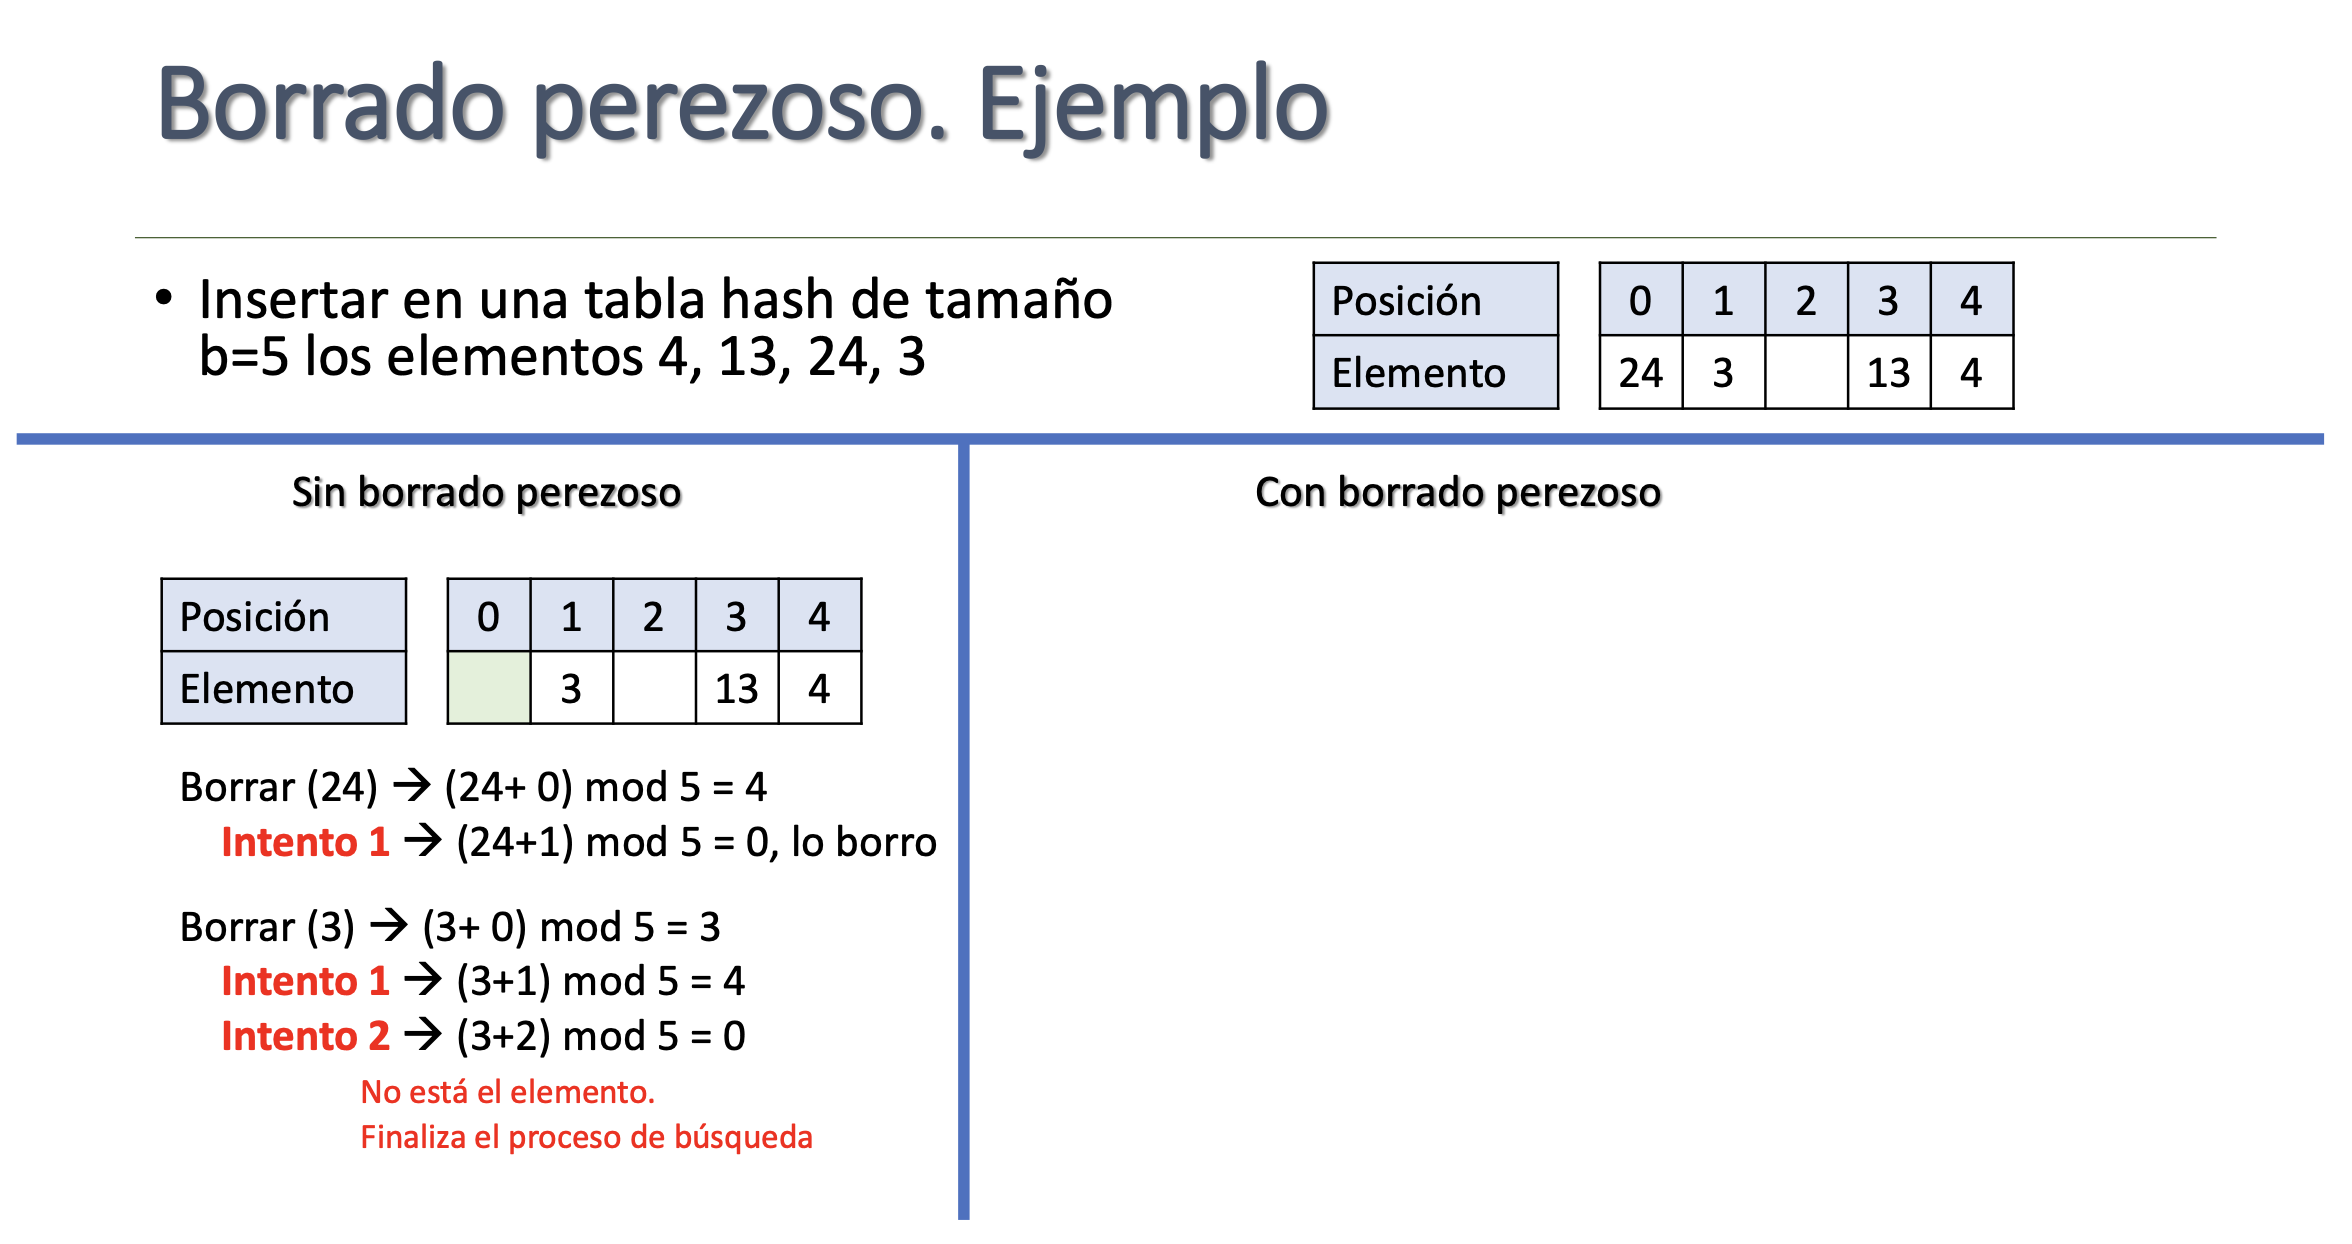 Borrado perezoso. Ejemplo
• Insertar en una tabla hash de tamaño
b=5 los elementos 4, 13, 24, 3
Posición 0 1 2 3 4
Elemento 24 3 13 4
Sin borrado perezoso
Posición 0 1 2 3 4
Elemento 3 13 4
Borrar (24) → (24+ 0) mod 5 = 4
Intento 1 → (24+1) mod 5 = 0, lo borro
Borrar (3) → (3+ 0) mod 5 = 3
Intento 1 → (3+1) mod 5 = 4
Intento 2 → (3+2) mod 5 = 0
No está el elemento.
Finaliza el proceso de búsqueda
Con borrado perezoso